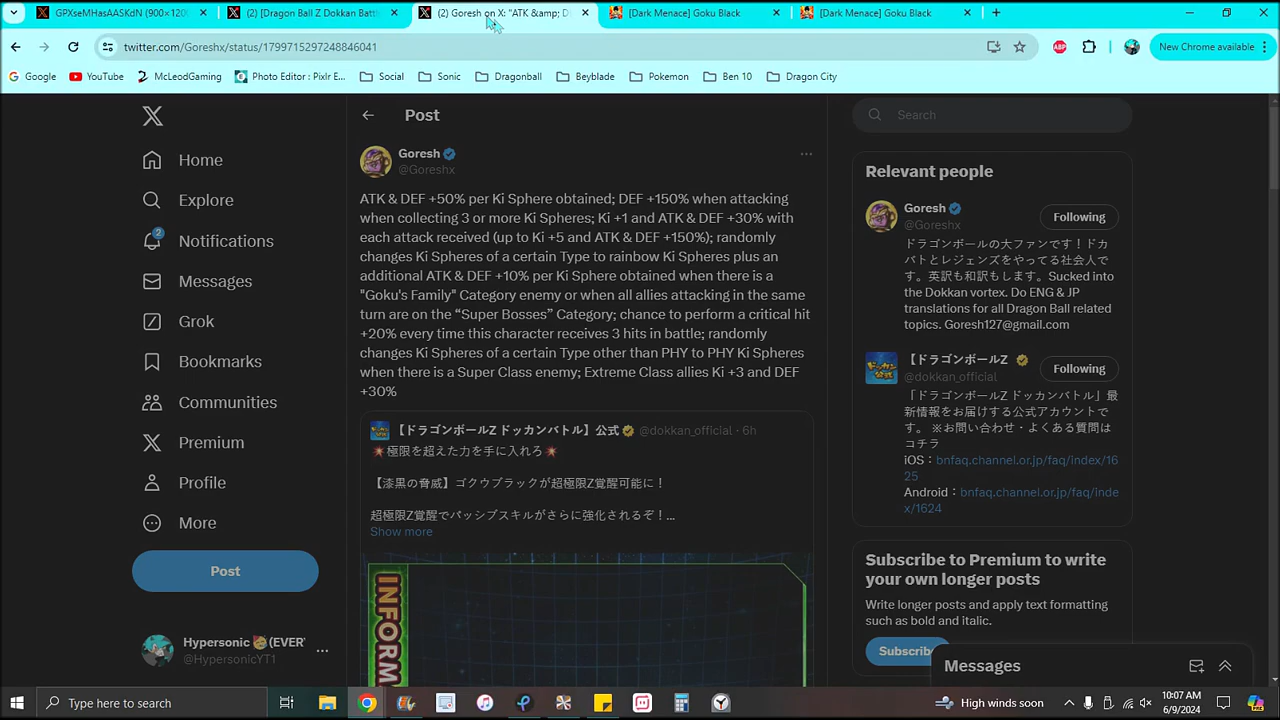 GPXseMHasAASKdN (900×120
(2) [Dragon Ball Z Dokkan Battl
(2) Goresh on X: "ATK &amp; D
[Dark Menace] Goku Black
[Dark Menace] Goku Black
twitter.com/Goreshx/status/1799715297248846041
ABP
New Chrome available
Google
YouTube
McLeodGaming
Photo Editor : Pixlr E...
Social
Sonic
Dragonball
Beyblade
Pokemon
Ben 10
Dragon City
Home
Explore
2
Notifications
Messages
Grok
Bookmarks
Communities
Premium
Profile
More
Post
Hypersonic 🥳(EVER'
@HypersonicYT1
Post
Goresh
@Goreshx
ATK & DEF +50% per Ki Sphere obtained; DEF +150% when attacking
when collecting 3 or more Ki Spheres; Ki +1 and ATK & DEF +30% with
each attack received (up to Ki +5 and ATK & DEF +150%); randomly
changes Ki Spheres of a certain Type to rainbow Ki Spheres plus an
additional ATK & DEF +10% per Ki Sphere obtained when there is a
"Goku's Family" Category enemy or when all allies attacking in the same
turn are on the “Super Bosses” Category; chance to perform a critical hit
+20% every time this character receives 3 hits in battle; randomly
changes Ki Spheres of a certain Type other than PHY to PHY Ki Spheres
when there is a Super Class enemy; Extreme Class allies Ki +3 and DEF
+30%
【ドラゴンボールZ ドッカンバトル】公式 @dokkan_official · 6h
💥極限を超えた力を手に入れろ💥
【漆黒の脅威】ゴクウブラックが超極限Z覚醒可能に！
超極限Z覚醒でパッシブスキルがさらに強化されるぞ！...
Show more
INFORM
Search
Relevant people
Goresh
@Goreshx
Following
ドラゴンボールの大ファンです！ドカ
バトとレジェンズをやってる社会人で
す。英訳も和訳もします。Sucked into
the Dokkan vortex. Do ENG & JP
translations for all Dragon Ball related
topics. Goresh127@gmail.com
【ドラゴンボールZ
@dokkan_official
Following
「ドラゴンボールZ ドッカンバトル」最
新情報をお届けする公式アカウントで
す。 ※お問い合わせ・よくある質問は
コチラ
iOS：bnfaq.channel.or.jp/faq/index/16
25
Android：bnfaq.channel.or.jp/faq/inde
x/1624
Subscribe to Premium to write
your own longer posts
Write longer posts and apply text formatting
such as bold and italic.
Subscrib
Messages
Type here to search
High winds soon
10:07 AM
6/9/2024